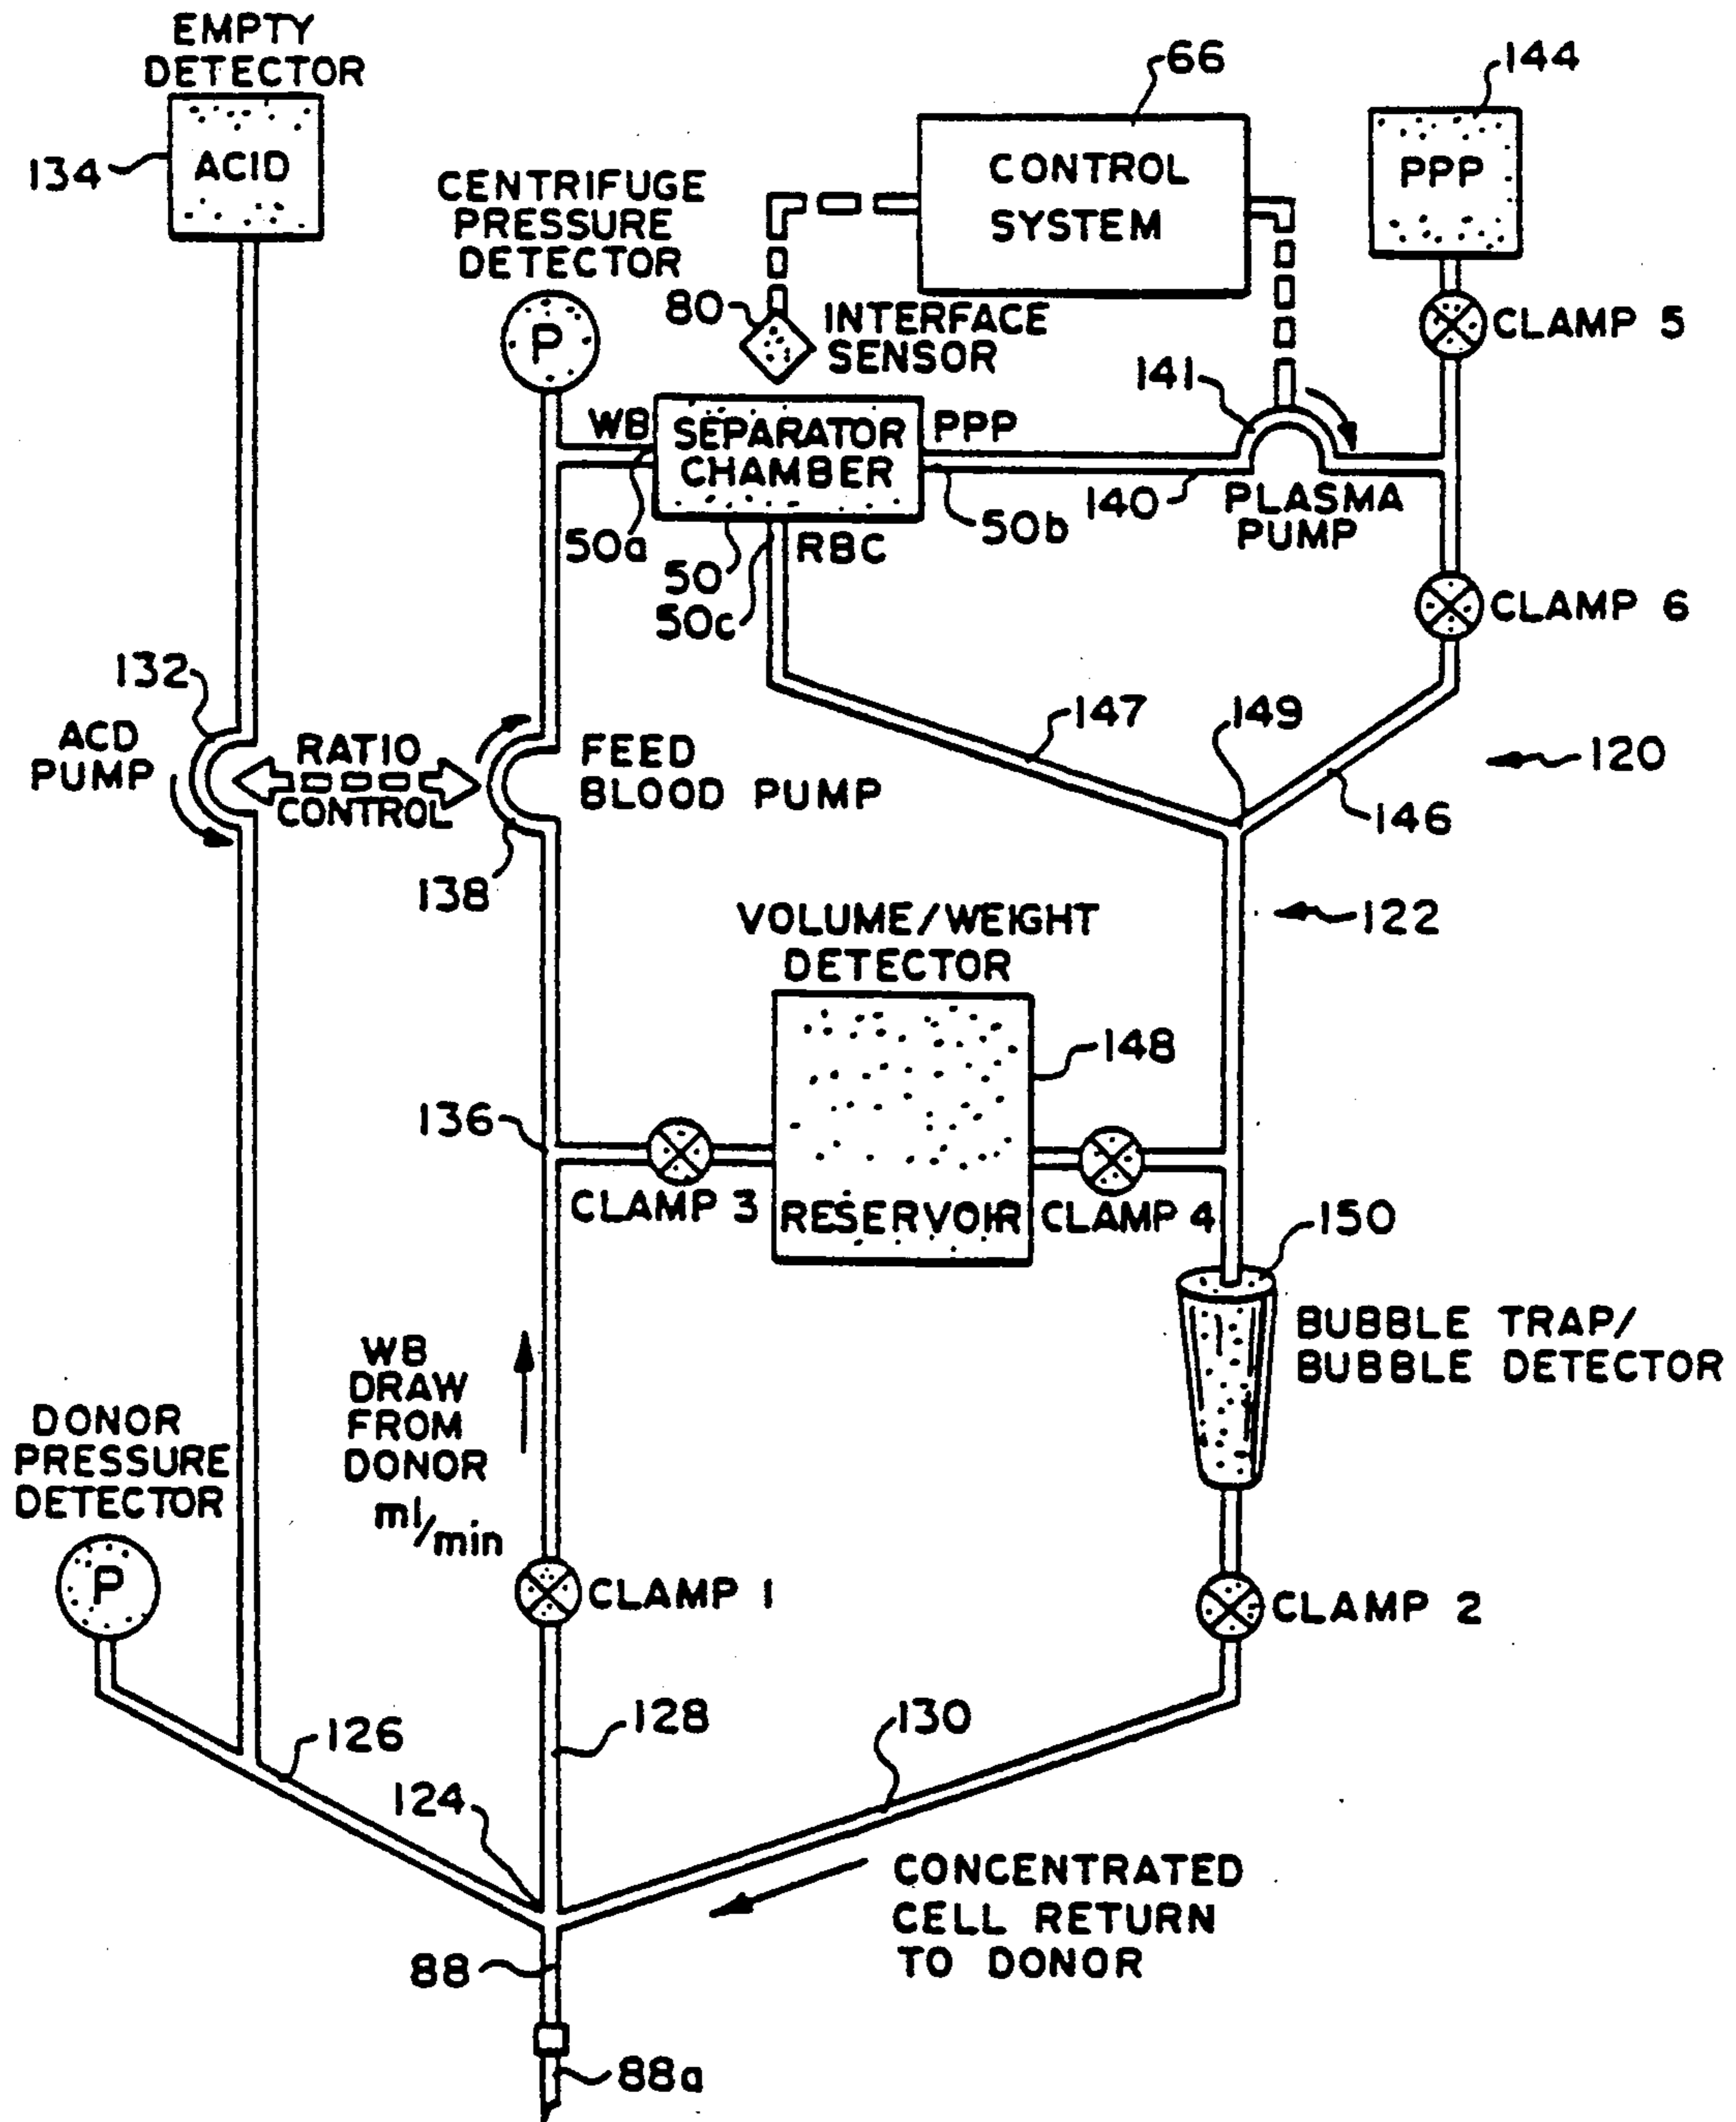 EMPTY
DETECTOR
134
ACID
66
144
CONTROL
SYSTEM
PPP
CENTRIFUGE
PRESSURE
DETECTOR
P
80
INTERFACE
SENSOR
CLAMP 5
141
WB
SEPARATOR
CHAMBER
PPP
50a
50
RBC
50c
50b
140
PLASMA
PUMP
CLAMP 6
132
ACD
PUMP
RATIO
CONTROL
FEED
BLOOD PUMP
138
147
149
120
146
122
VOLUME/WEIGHT
DETECTOR
148
136
CLAMP 3
RESERVOIR
CLAMP 4
150
BUBBLE TRAP/
BUBBLE DETECTOR
WB
DRAW
FROM
DONOR
ml/min
DONOR
PRESSURE
DETECTOR
P
CLAMP 1
CLAMP 2
126
128
130
124
CONCENTRATED
CELL RETURN
TO DONOR
88
88a